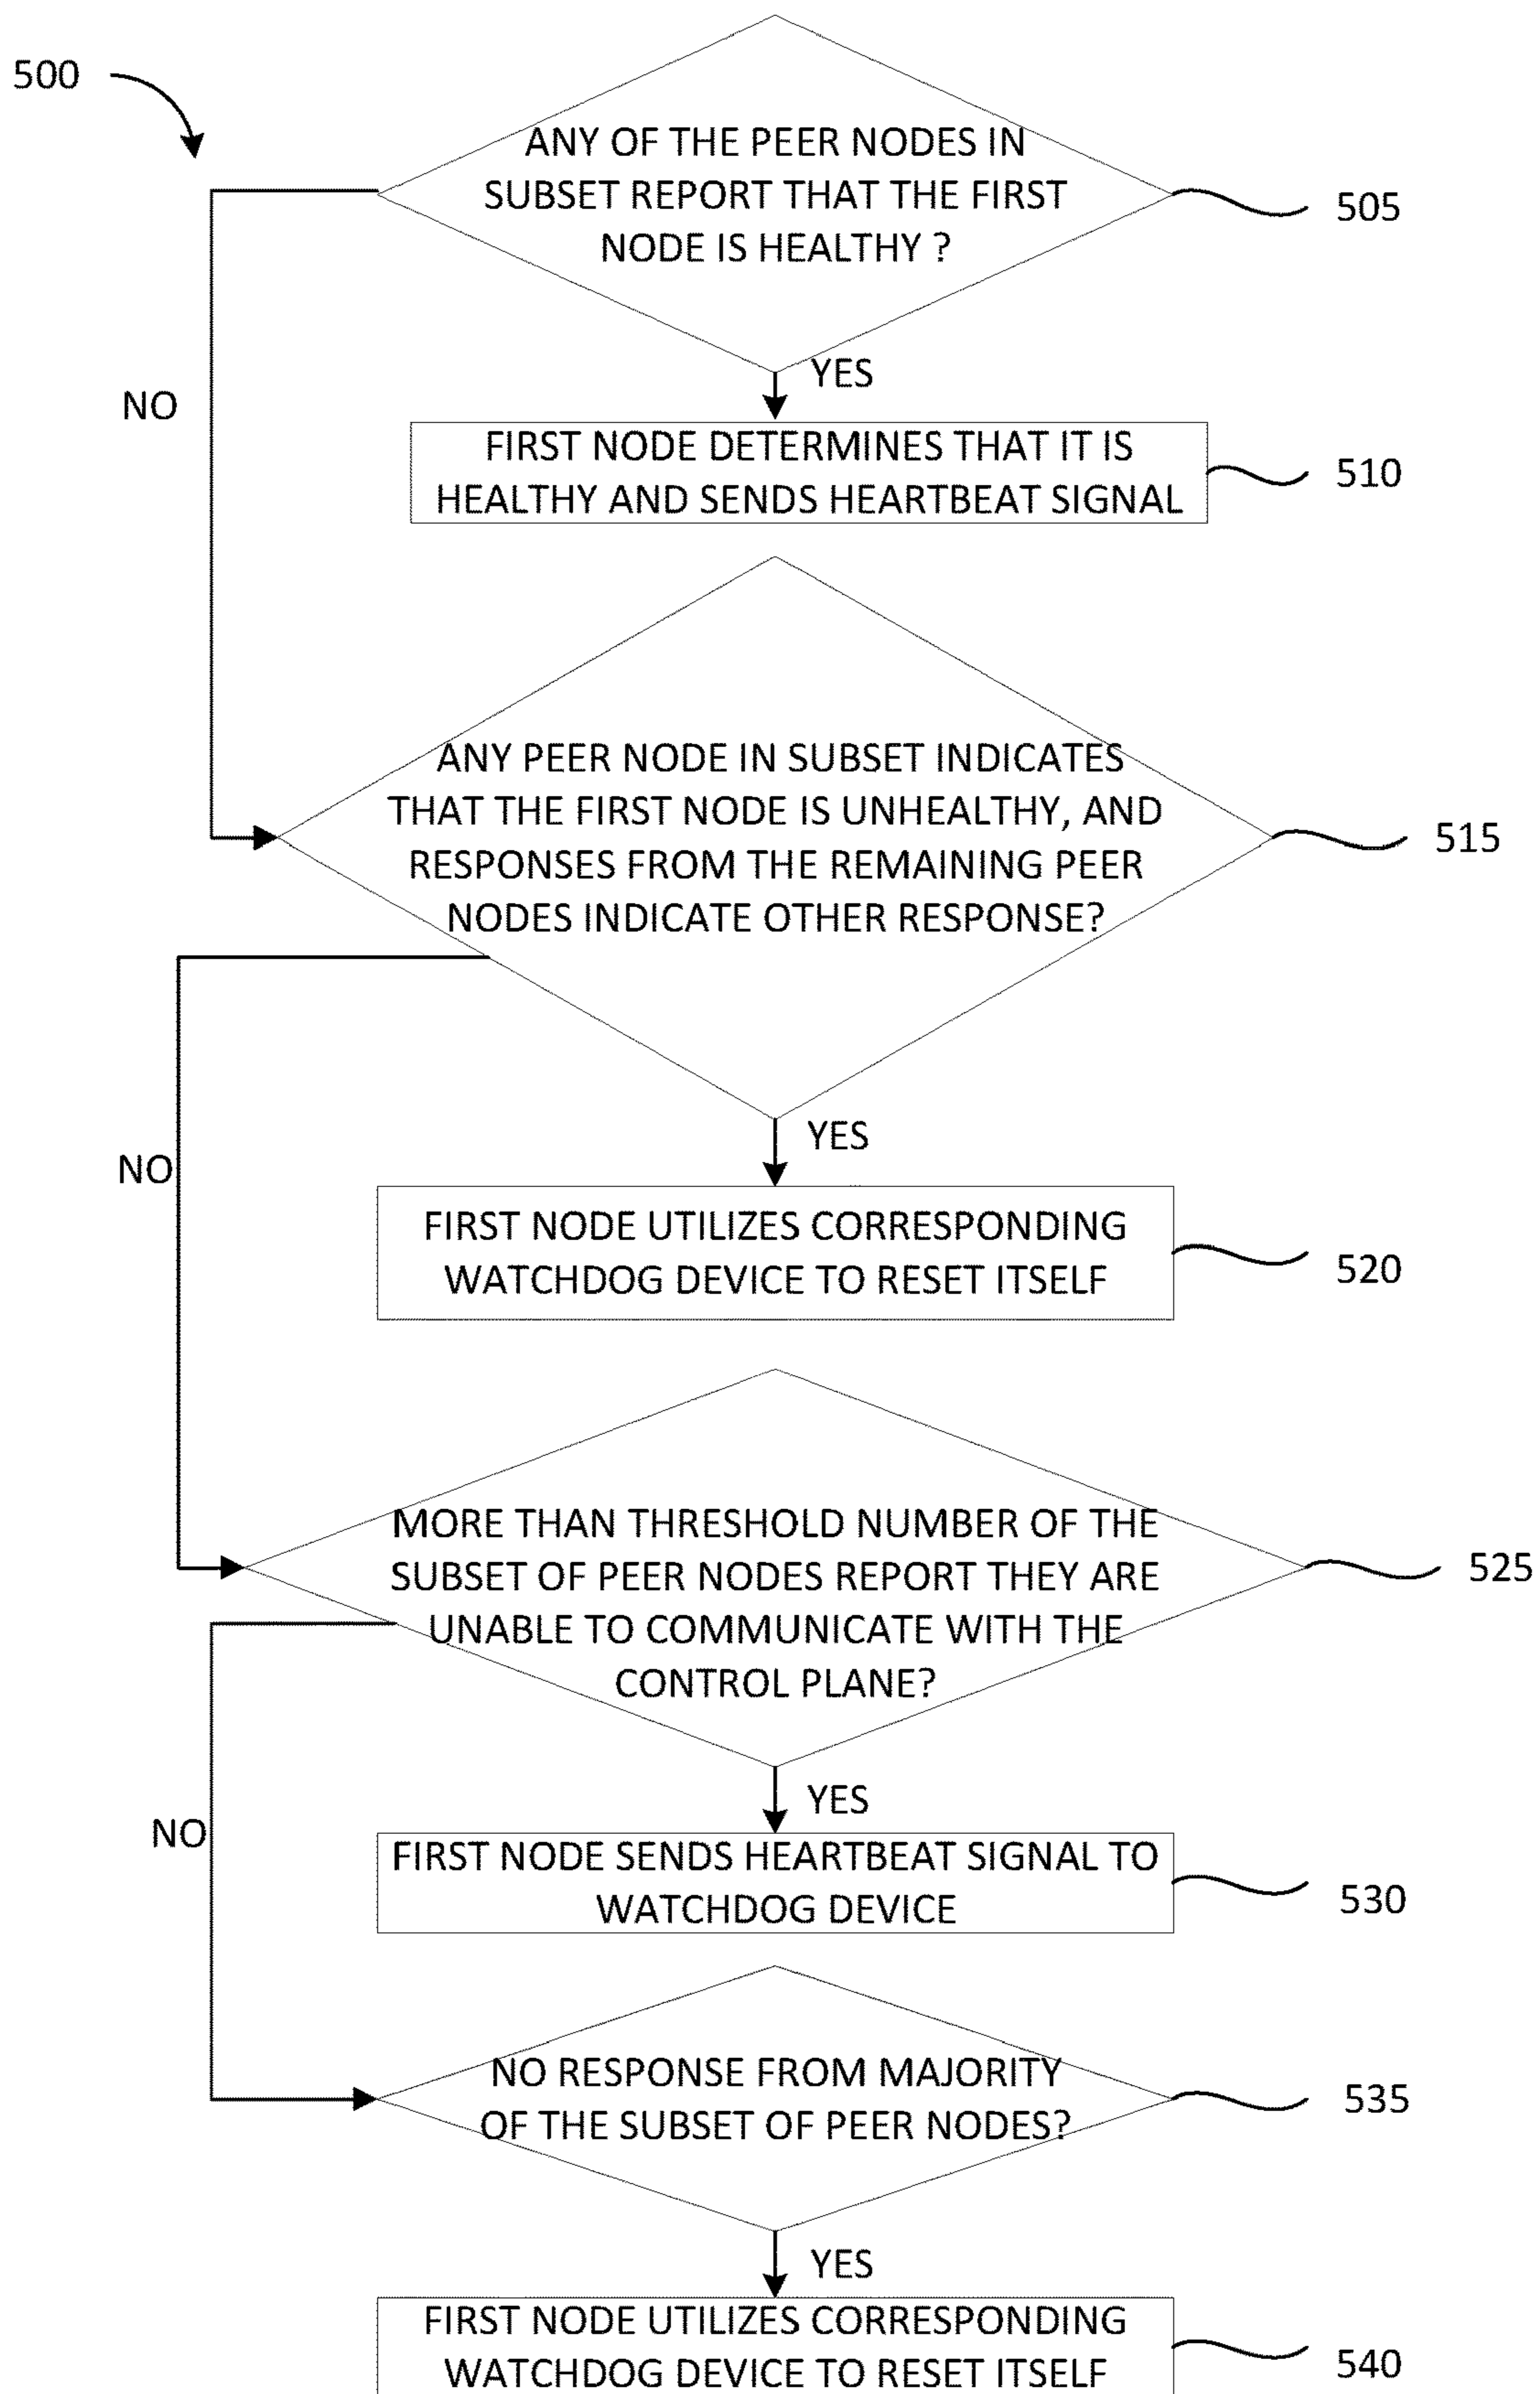 500
ANY OF THE PEER NODES IN
SUBSET REPORT THAT THE FIRST
NODE IS HEALTHY ?
505
YES
NO
FIRST NODE DETERMINES THAT IT IS
HEALTHY AND SENDS HEARTBEAT SIGNAL
510
ANY PEER NODE IN SUBSET INDICATES
THAT THE FIRST NODE IS UNHEALTHY, AND
RESPONSES FROM THE REMAINING PEER
NODES INDICATE OTHER RESPONSE?
515
YES
NO
FIRST NODE UTILIZES CORRESPONDING
WATCHDOG DEVICE TO RESET ITSELF
520
MORE THAN THRESHOLD NUMBER OF THE
SUBSET OF PEER NODES REPORT THEY ARE
UNABLE TO COMMUNICATE WITH THE
CONTROL PLANE?
525
YES
NO
FIRST NODE SENDS HEARTBEAT SIGNAL TO
WATCHDOG DEVICE
530
NO RESPONSE FROM MAJORITY
OF THE SUBSET OF PEER NODES?
535
YES
FIRST NODE UTILIZES CORRESPONDING
WATCHDOG DEVICE TO RESET ITSELF
540